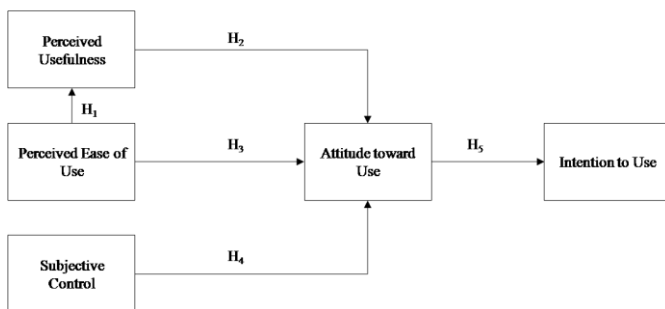 Perceived
Usefulness
H₂
H₁
Perceived Ease of
Use
H₃
Attitude toward
Use
H₅
Intention to Use
Subjective
Control
H₄